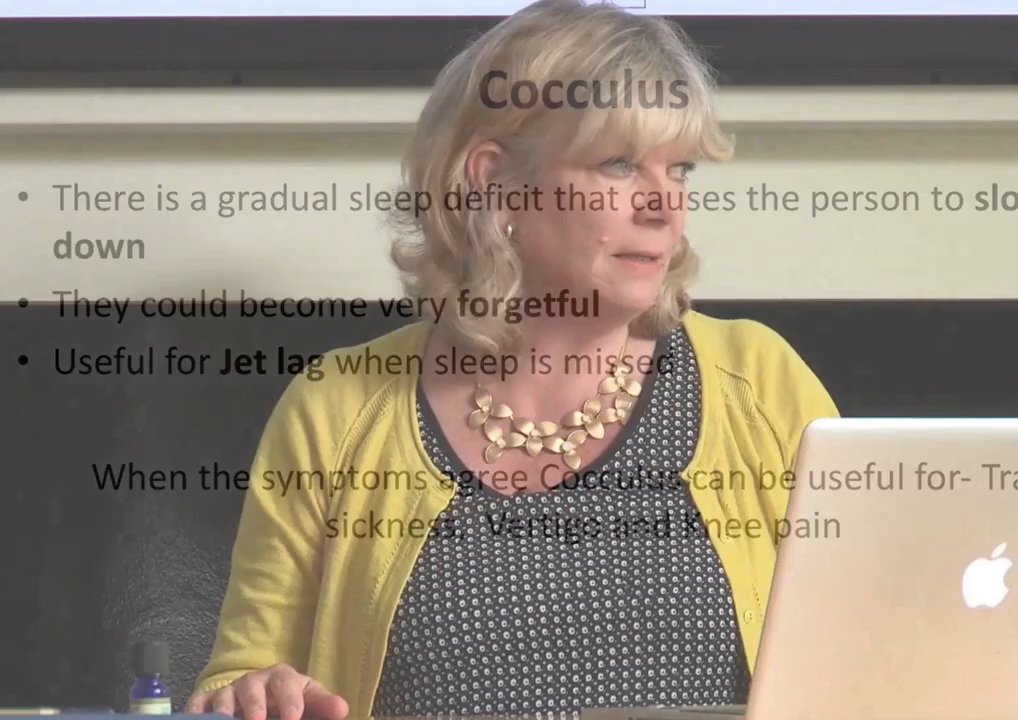 Cocculus
• There is a gradual sleep deficit that causes the person to slo
down
• They could become very forgetful
• Useful for Jet lag when sleep is missed
When the symptoms agree Cocculus can be useful for- Tra
sickness, Vertigo and Knee pain